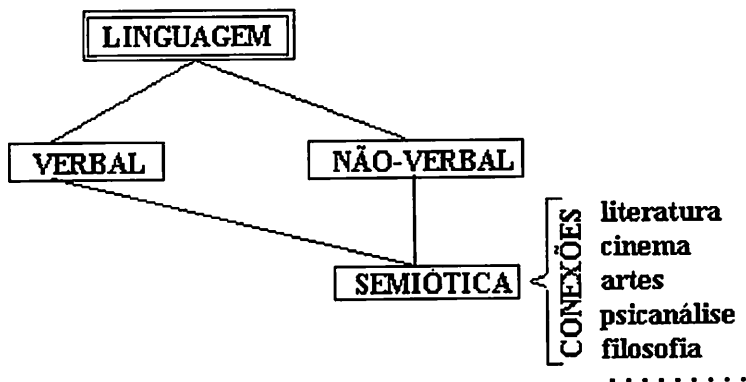 LINGUAGEM
VERBAL
NÃO-VERBAL
SEMIÓTICA
CONEXÕES
literatura
cinema
artes
psicanálise
filosofia
. . . . . . . . .